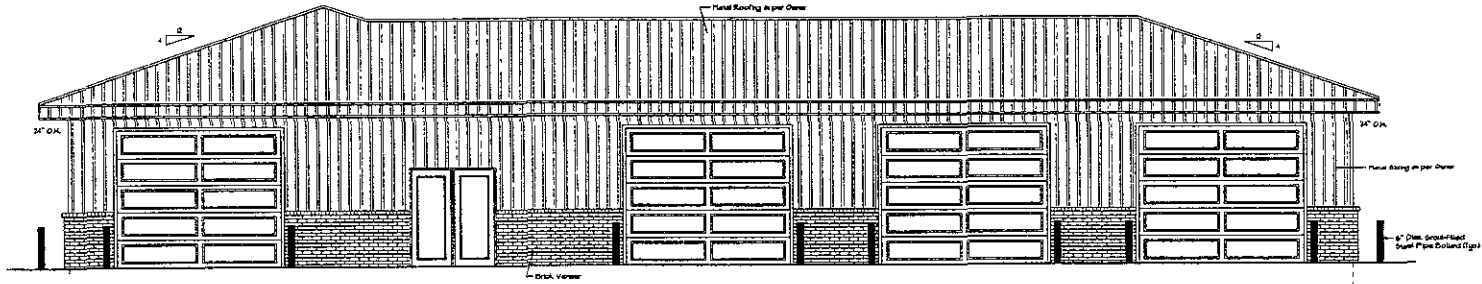 Metal Roofing as per Owner
12
4
12
4
24" O.H.
24" O.H.
Metal Siding as per Owner
6" Dia. Grout-Filled
Steel Pipe Bollard (Typ.)
Brick Veneer